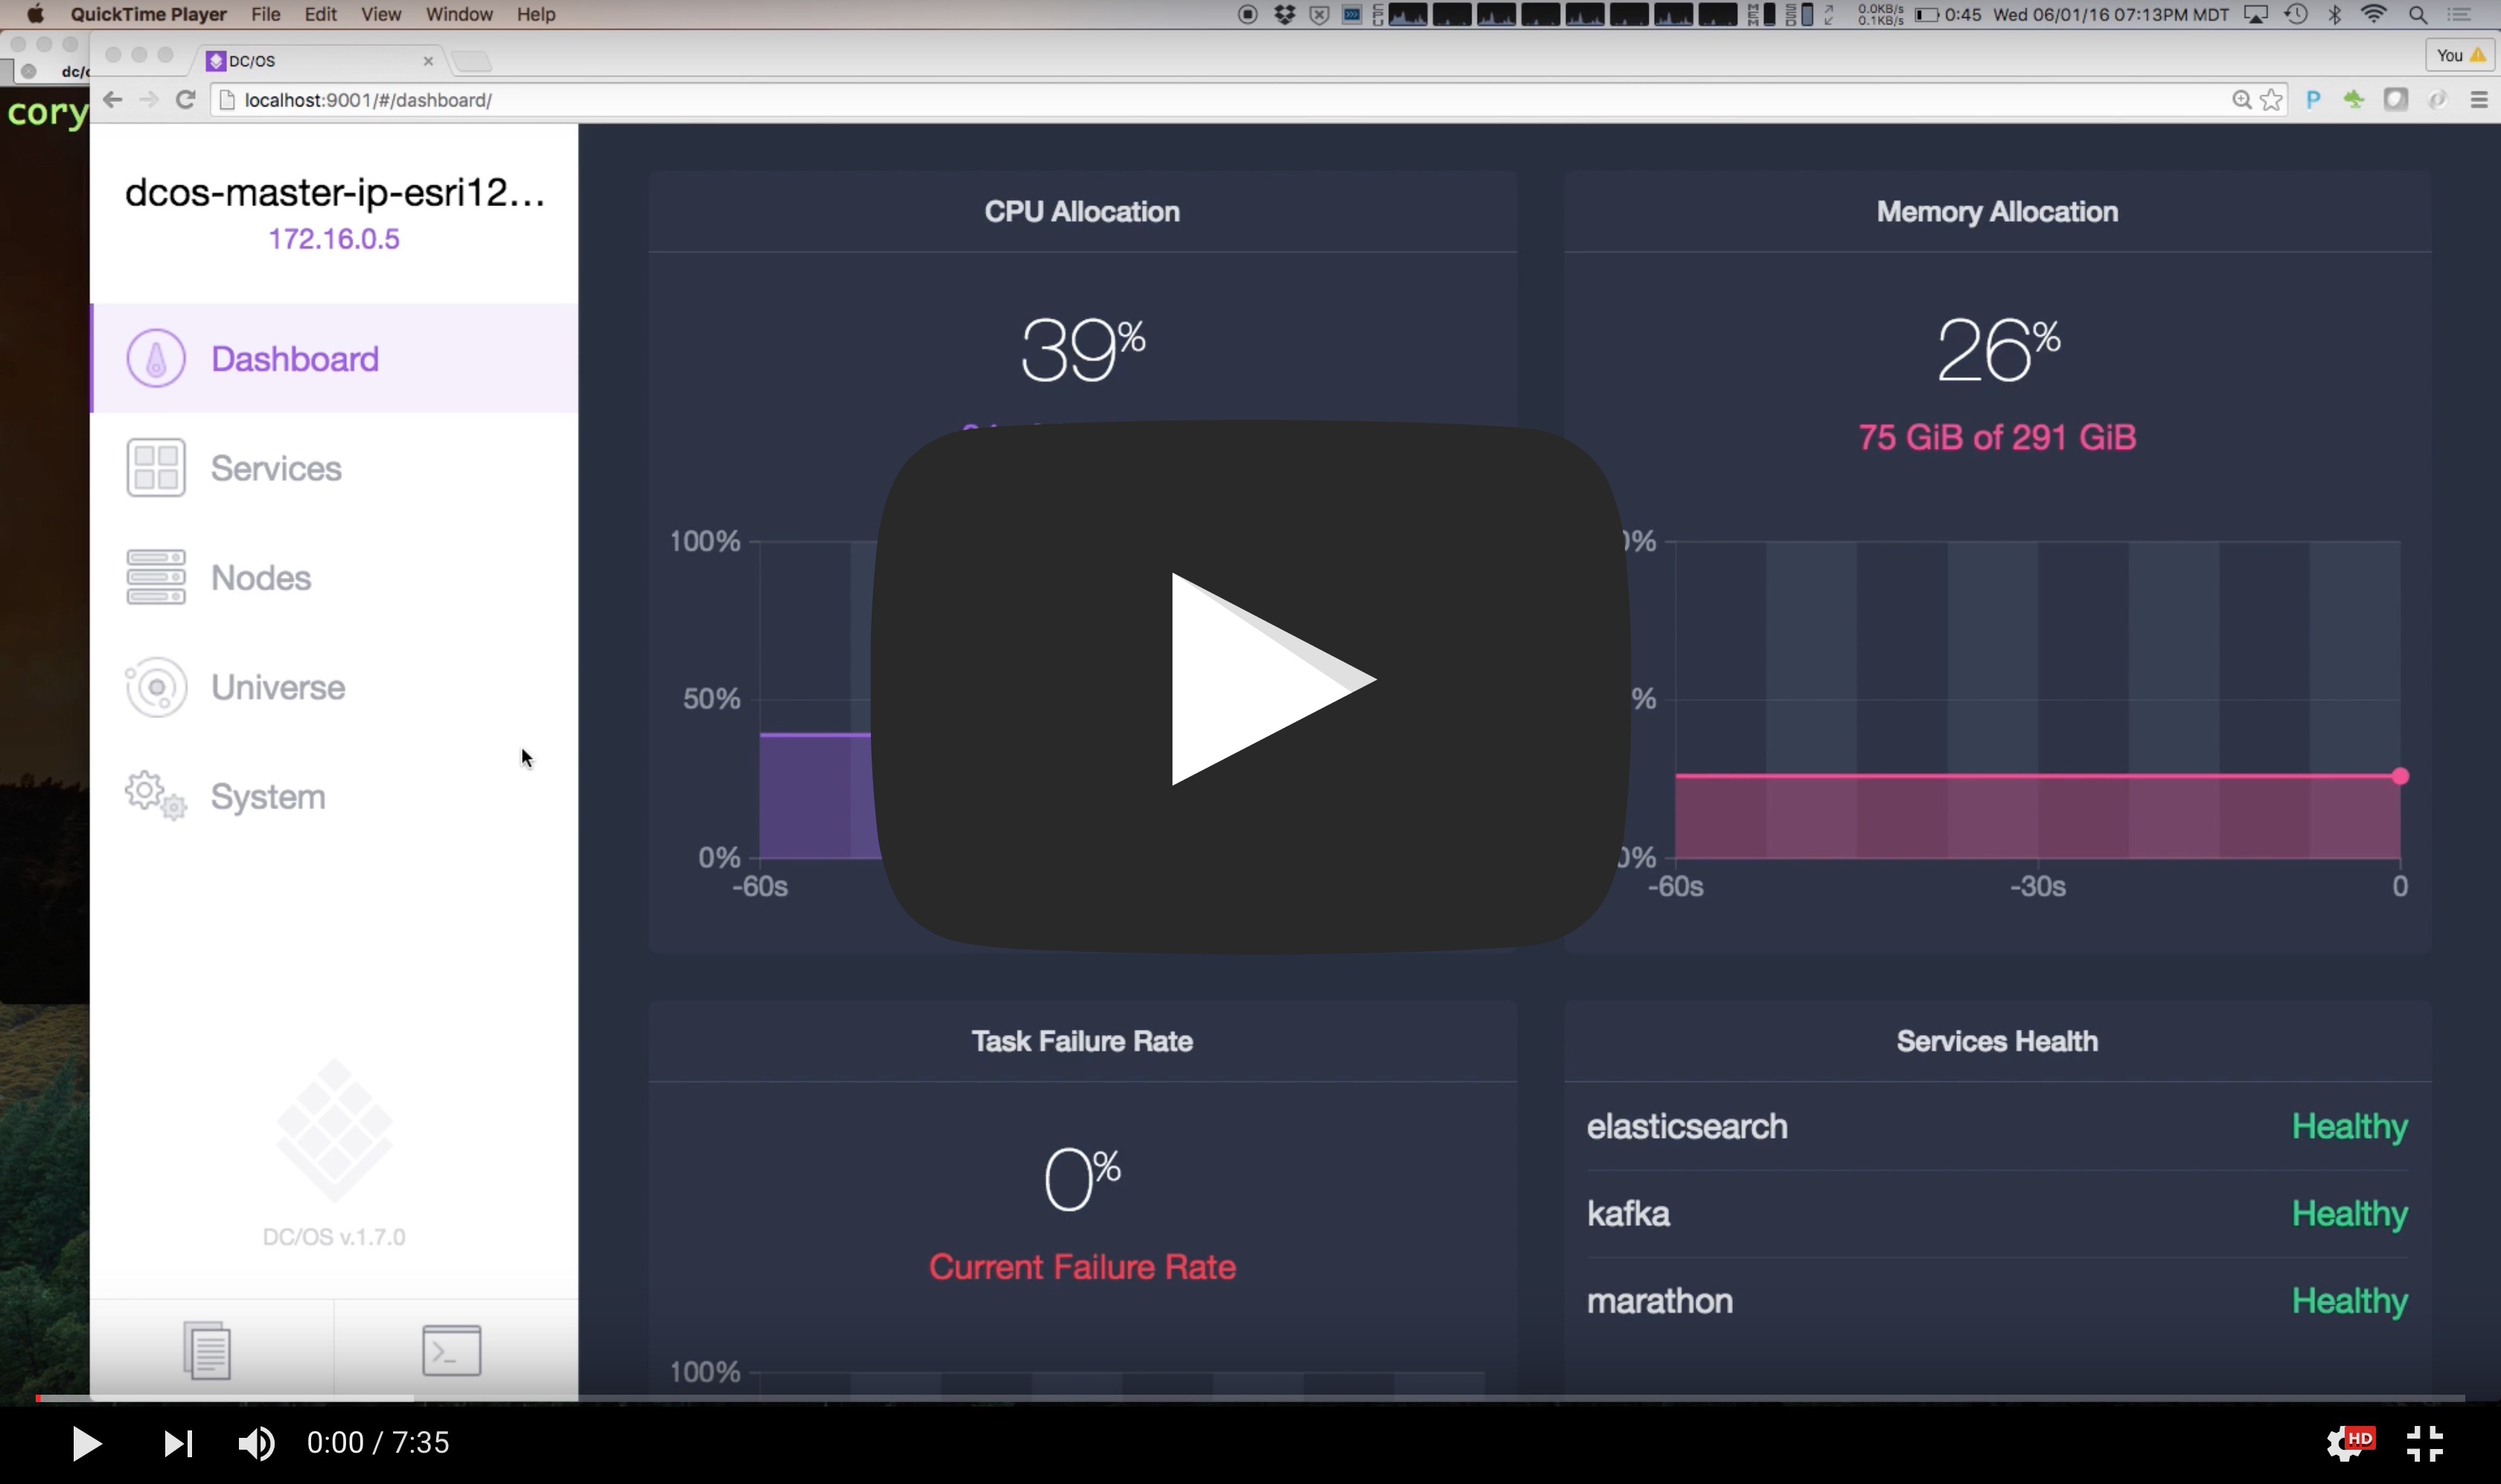 QuickTime Player File Edit View Window Help
0.0KB/s
0.1KB/s
0:45 Wed 06/01/16 07:13PM MDT
CPU
MEM
SSD
DC/OS
You
localhost:9001/#/dashboard/
cory
dcos-master-ip-esri12...
172.16.0.5
Dashboard
Services
Nodes
Universe
System
DC/OS v.1.7.0
CPU Allocation
39%
100%
50%
0%
-60s
Memory Allocation
26%
75 GiB of 291 GiB
0%
%
0%
-60s -30s 0
Task Failure Rate
0%
Current Failure Rate
100%
Services Health
elasticsearch Healthy
kafka Healthy
marathon Healthy
0:00 / 7:35
HD